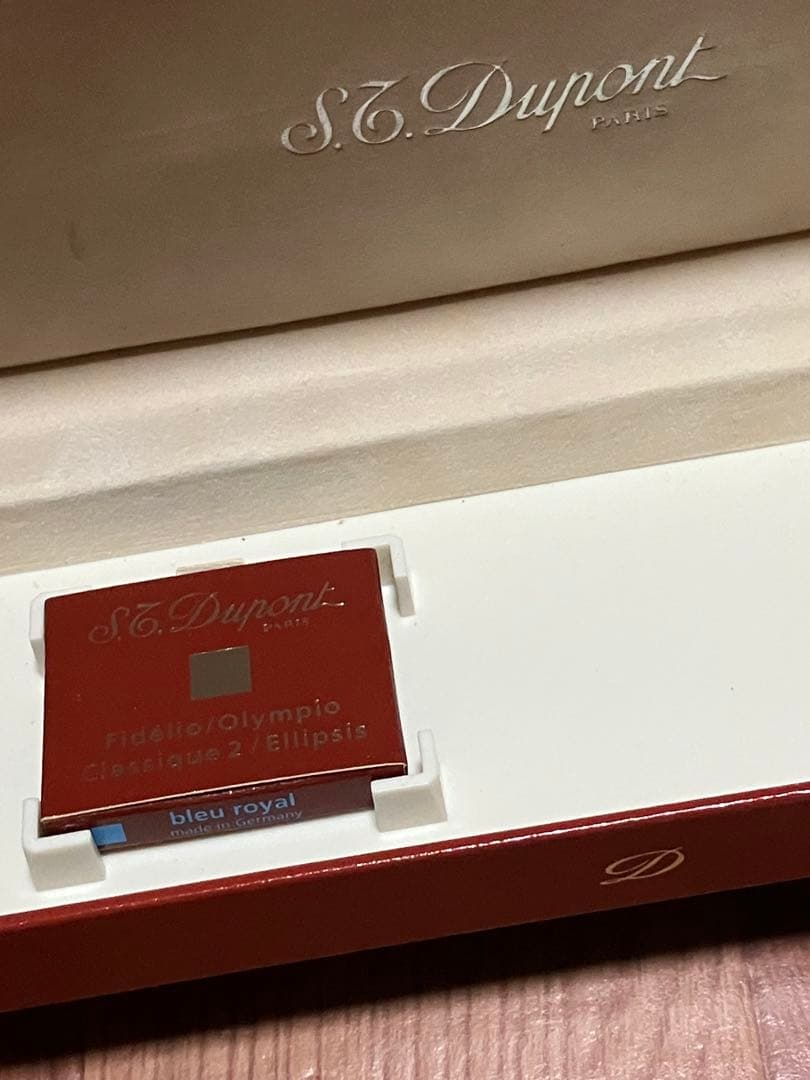 S.T. Dupont
PARIS
S.T. Dupont
PARIS
Fidélio/Olympio
Classique 2/Ellipsis
bleu royal
made in Germany
D